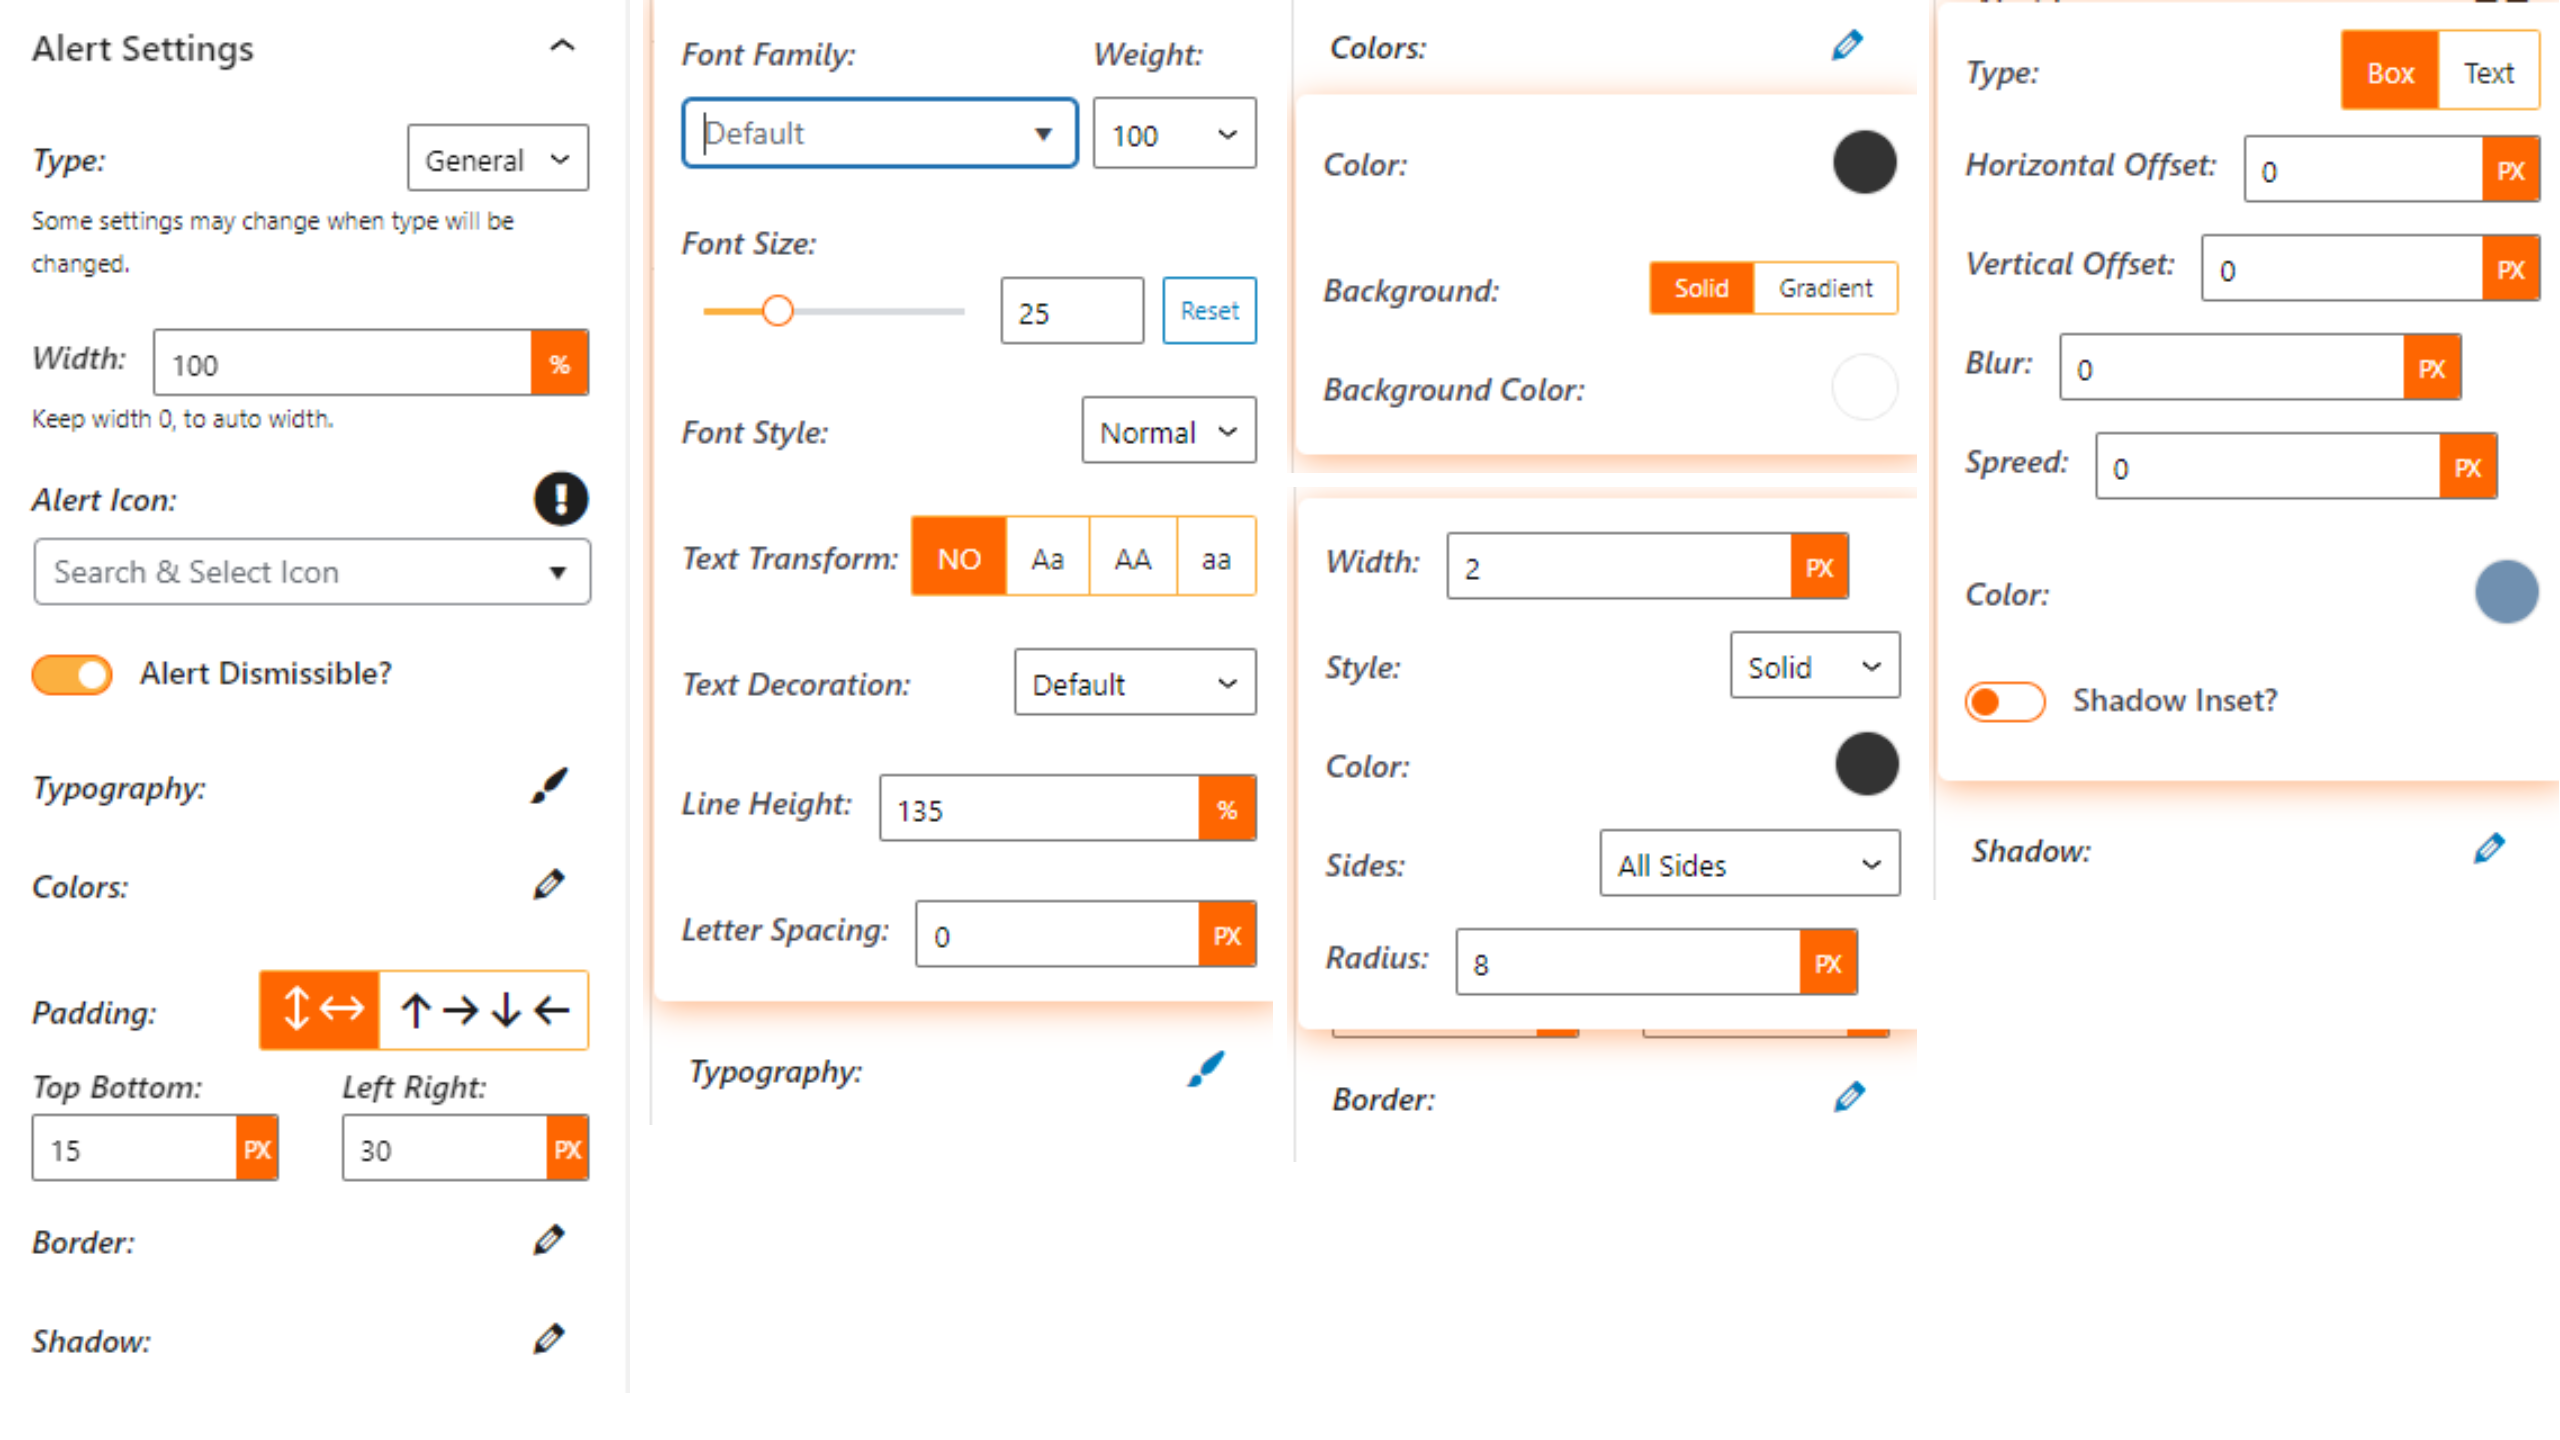 Alert Settings
Type: General
Some settings may change when type will be
changed.
Width: 100 %
Keep width 0, to auto width.
Alert Icon:
Search & Select Icon
Alert Dismissible?
Typography:
Colors:
Padding:
Top Bottom: Left Right:
15 PX 30 PX
Border:
Shadow:
Font Family: Weight:
Default 100
Font Size:
25 Reset
Font Style: Normal
Text Transform: NO Aa AA aa
Text Decoration: Default
Line Height: 135 %
Letter Spacing: 0 PX
Typography:
Colors:
Color:
Background: Solid Gradient
Background Color:
Width: 2 PX
Style: Solid
Color:
Sides: All Sides
Radius: 8 PX
Border:
Type: Box Text
Horizontal Offset: 0 PX
Vertical Offset: 0 PX
Blur: 0 PX
Spreed: 0 PX
Color:
Shadow Inset?
Shadow: